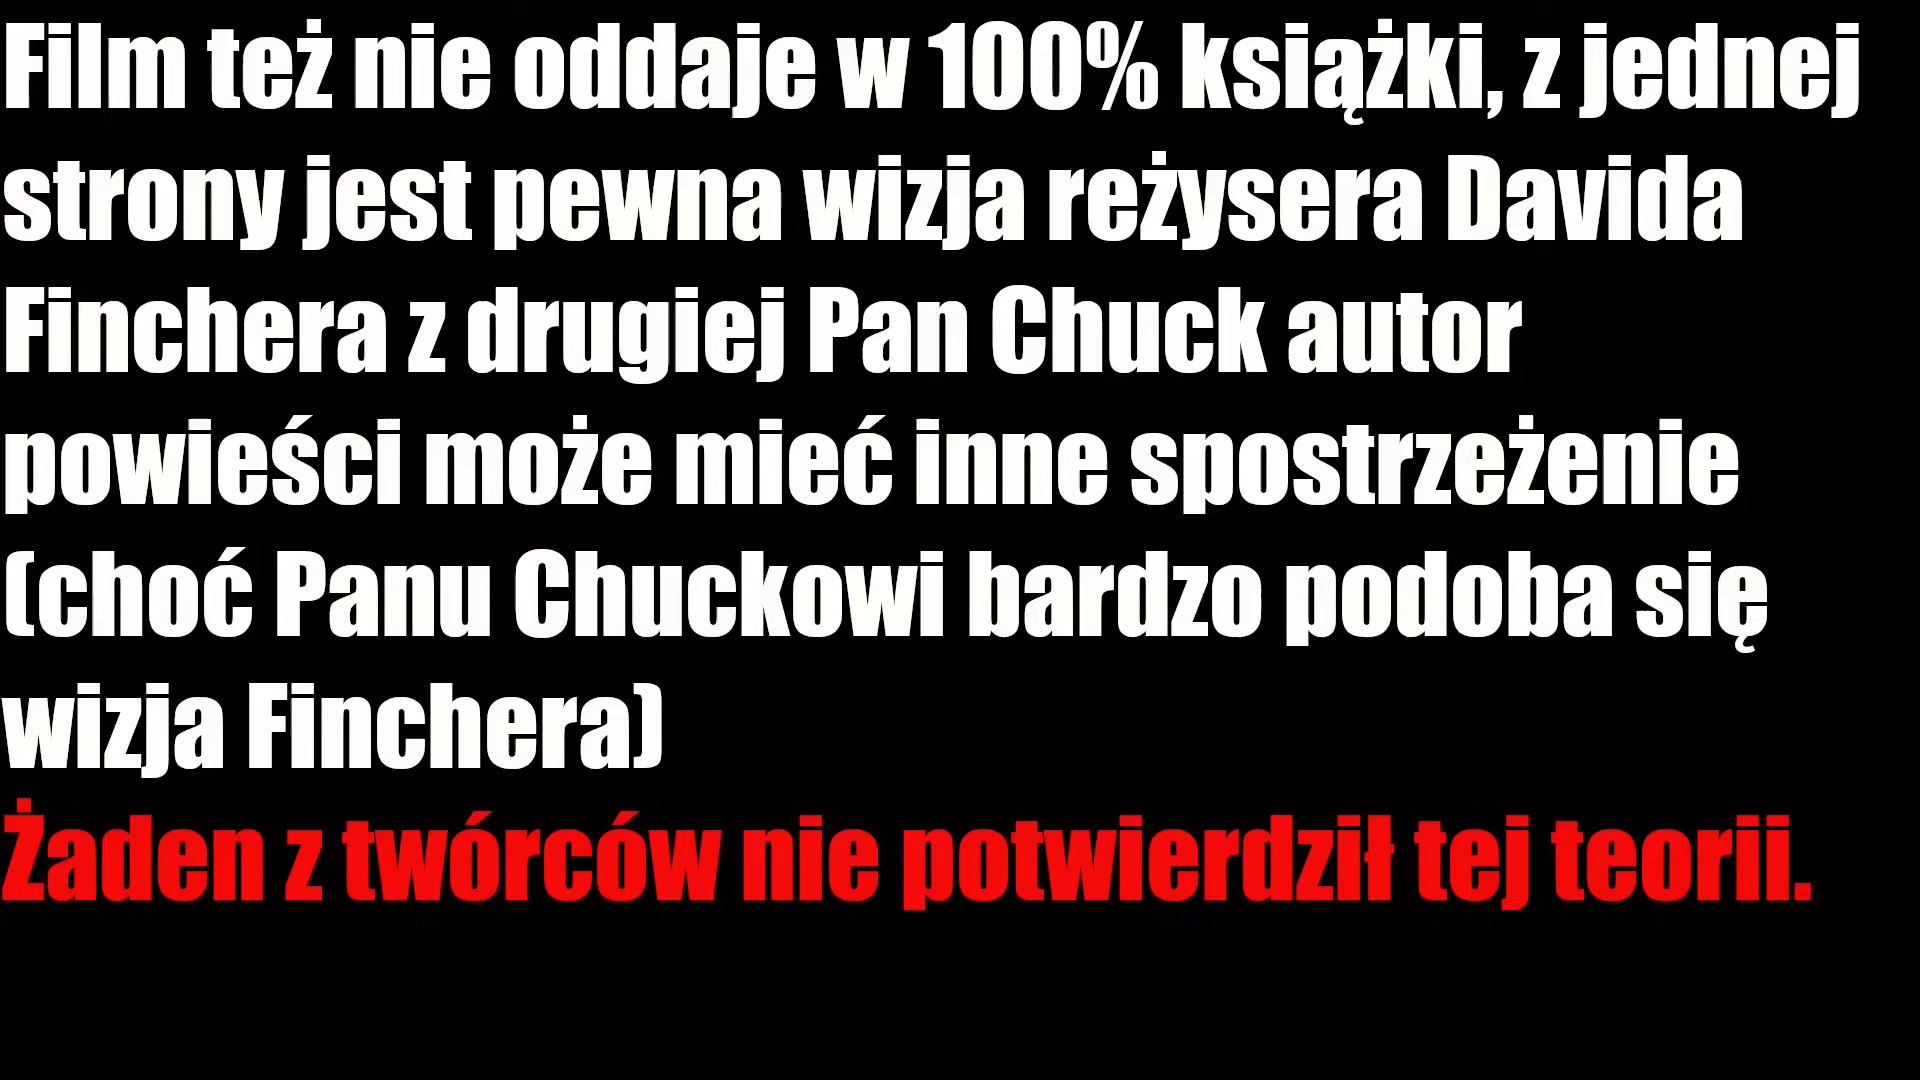 Film też nie oddaje w 100% książki, z jednej
strony jest pewna wizja reżysera Davida
Finchera z drugiej Pan Chuck autor
powieści może mieć inne spostrzeżenie
(choć Panu Chuckowi bardzo podoba się
wizja Finchera)
Żaden z twórców nie potwierdził tej teorii.